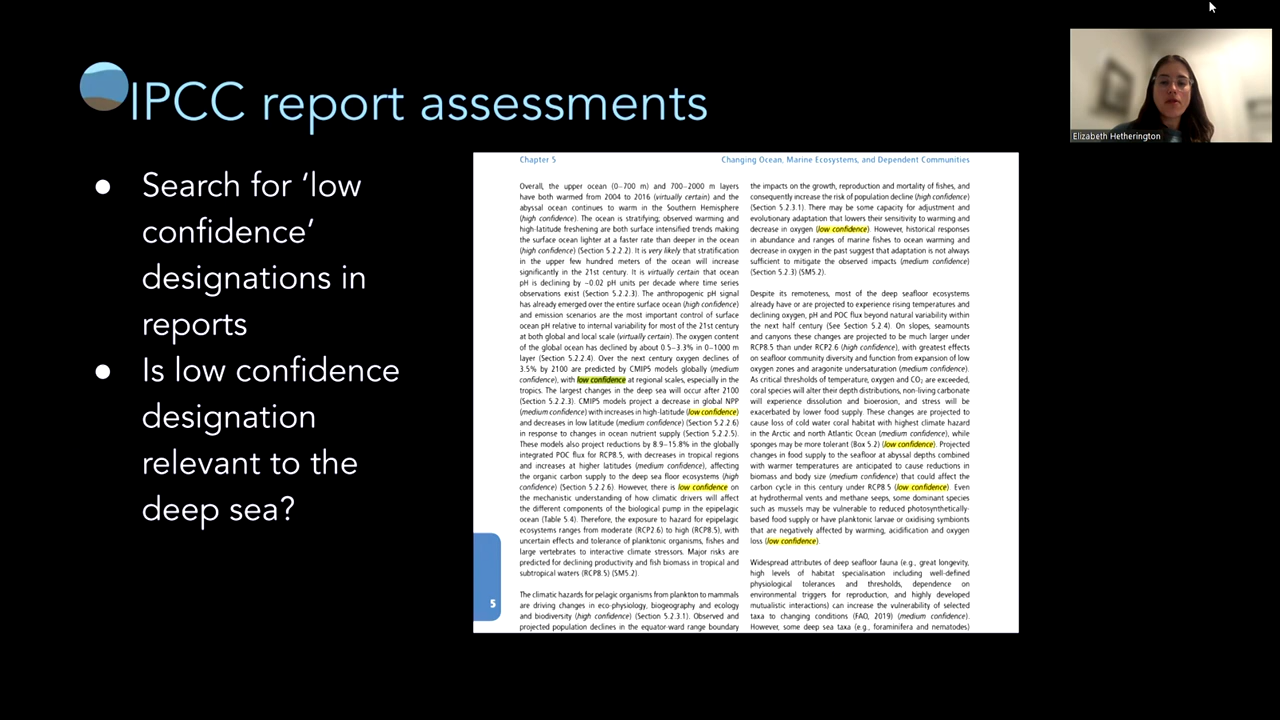 IPCC report assessments
● Search for ‘low
confidence’
designations in
reports
● Is low confidence
designation
relevant to the
deep sea?
Elizabeth Hetherington
Chapter 5
Changing Ocean, Marine Ecosystems, and Dependent Communities
Overall, the upper ocean (0–700 m) and 700–2000 m layers
have both warmed from 2004 to 2016 (virtually certain) and the
abyssal ocean continues to warm in the Southern Hemisphere
(high confidence). The ocean is stratifying; observed warming and
high-latitude freshening are both surface intensified trends making
the surface ocean lighter at a faster rate than deeper in the ocean
(high confidence) (Section 5.2.2.2). It is very likely that stratification
in the upper few hundred meters of the ocean will increase
significantly in the 21st century. It is virtually certain that ocean
pH is declining by ~0.02 pH units per decade where time series
observations exist (Section 5.2.2.3). The anthropogenic pH signal
has already emerged over the entire surface ocean (high confidence)
and emission scenarios are the most important control of surface
ocean pH relative to internal variability for most of the 21st century
at both global and local scale (virtually certain). The oxygen content
of the global ocean has declined by about 0.5–3.3% in 0–1000 m
layer (Section 5.2.2.4). Over the next century oxygen declines of
3.5% by 2100 are predicted by CMIP5 models globally (medium
confidence), with low confidence at regional scales, especially in the
tropics. The largest changes in the deep sea will occur after 2100
(Section 5.2.2.3). CMIP5 models project a decrease in global NPP
(medium confidence) with increases in high-latitude (low confidence)
and decreases in low latitude (medium confidence) (Section 5.2.2.6)
in response to changes in ocean nutrient supply (Section 5.2.2.5).
These models also project reductions by 8.9–15.8% in the globally
integrated POC flux for RCP8.5, with decreases in tropical regions
and increases at higher latitudes (medium confidence), affecting
the organic carbon supply to the deep sea floor ecosystems (high
confidence) (Section 5.2.2.6). However, there is low confidence on
the mechanistic understanding of how climatic drivers will affect
the different components of the biological pump in the epipelagic
ocean (Table 5.4). Therefore, the exposure to hazard for epipelagic
ecosystems ranges from moderate (RCP2.6) to high (RCP8.5), with
uncertain effects and tolerance of planktonic organisms, fishes and
large vertebrates to interactive climate stressors. Major risks are
predicted for declining productivity and fish biomass in tropical and
subtropical waters (RCP8.5) (SM5.2).
The climatic hazards for pelagic organisms from plankton to mammals
are driving changes in eco-physiology, biogeography and ecology
and biodiversity (high confidence) (Section 5.2.3.1). Observed and
projected population declines in the equator-ward range boundary
5
the impacts on the growth, reproduction and mortality of fishes, and
consequently increase the risk of population decline (high confidence)
(Section 5.2.3.1). There may be some capacity for adjustment and
evolutionary adaptation that lowers their sensitivity to warming and
decrease in oxygen (low confidence). However, historical responses
in abundance and ranges of marine fishes to ocean warming and
decrease in oxygen in the past suggest that adaptation is not always
sufficient to mitigate the observed impacts (medium confidence)
(Section 5.2.3) (SM5.2).
Despite its remoteness, most of the deep seafloor ecosystems
already have or are projected to experience rising temperatures and
declining oxygen, pH and POC flux beyond natural variability within
the next half century (See Section 5.2.4). On slopes, seamounts
and canyons these changes are projected to be much larger under
RCP8.5 than under RCP2.6 (high confidence), with greatest effects
on seafloor community diversity and function from expansion of low
oxygen zones and aragonite undersaturation (medium confidence).
As critical thresholds of temperature, oxygen and CO₂ are exceeded,
coral species will alter their depth distributions, non-living carbonate
will experience dissolution and bioerosion, and stress will be
exacerbated by lower food supply. These changes are projected to
cause loss of cold water coral habitat with highest climate hazard
in the Arctic and north Atlantic Ocean (medium confidence), while
sponges may be more tolerant (Box 5.2) (low confidence). Projected
changes in food supply to the seafloor at abyssal depths combined
with warmer temperatures are anticipated to cause reductions in
biomass and body size (medium confidence) that could affect the
carbon cycle in this century under RCP8.5 (low confidence). Even
at hydrothermal vents and methane seeps, some dominant species
such as mussels may be vulnerable to reduced photosynthetically-
based food supply or have planktonic larvae or oxidising symbionts
that are negatively affected by warming, acidification and oxygen
loss (low confidence).
Widespread attributes of deep seafloor fauna (e.g., great longevity,
high levels of habitat specialisation including well-defined
physiological tolerances and thresholds, dependence on
environmental triggers for reproduction, and highly developed
mutualistic interactions) can increase the vulnerability of selected
taxa to changing conditions (FAO, 2019) (medium confidence).
However, some deep sea taxa (e.g., foraminifera and nematodes)